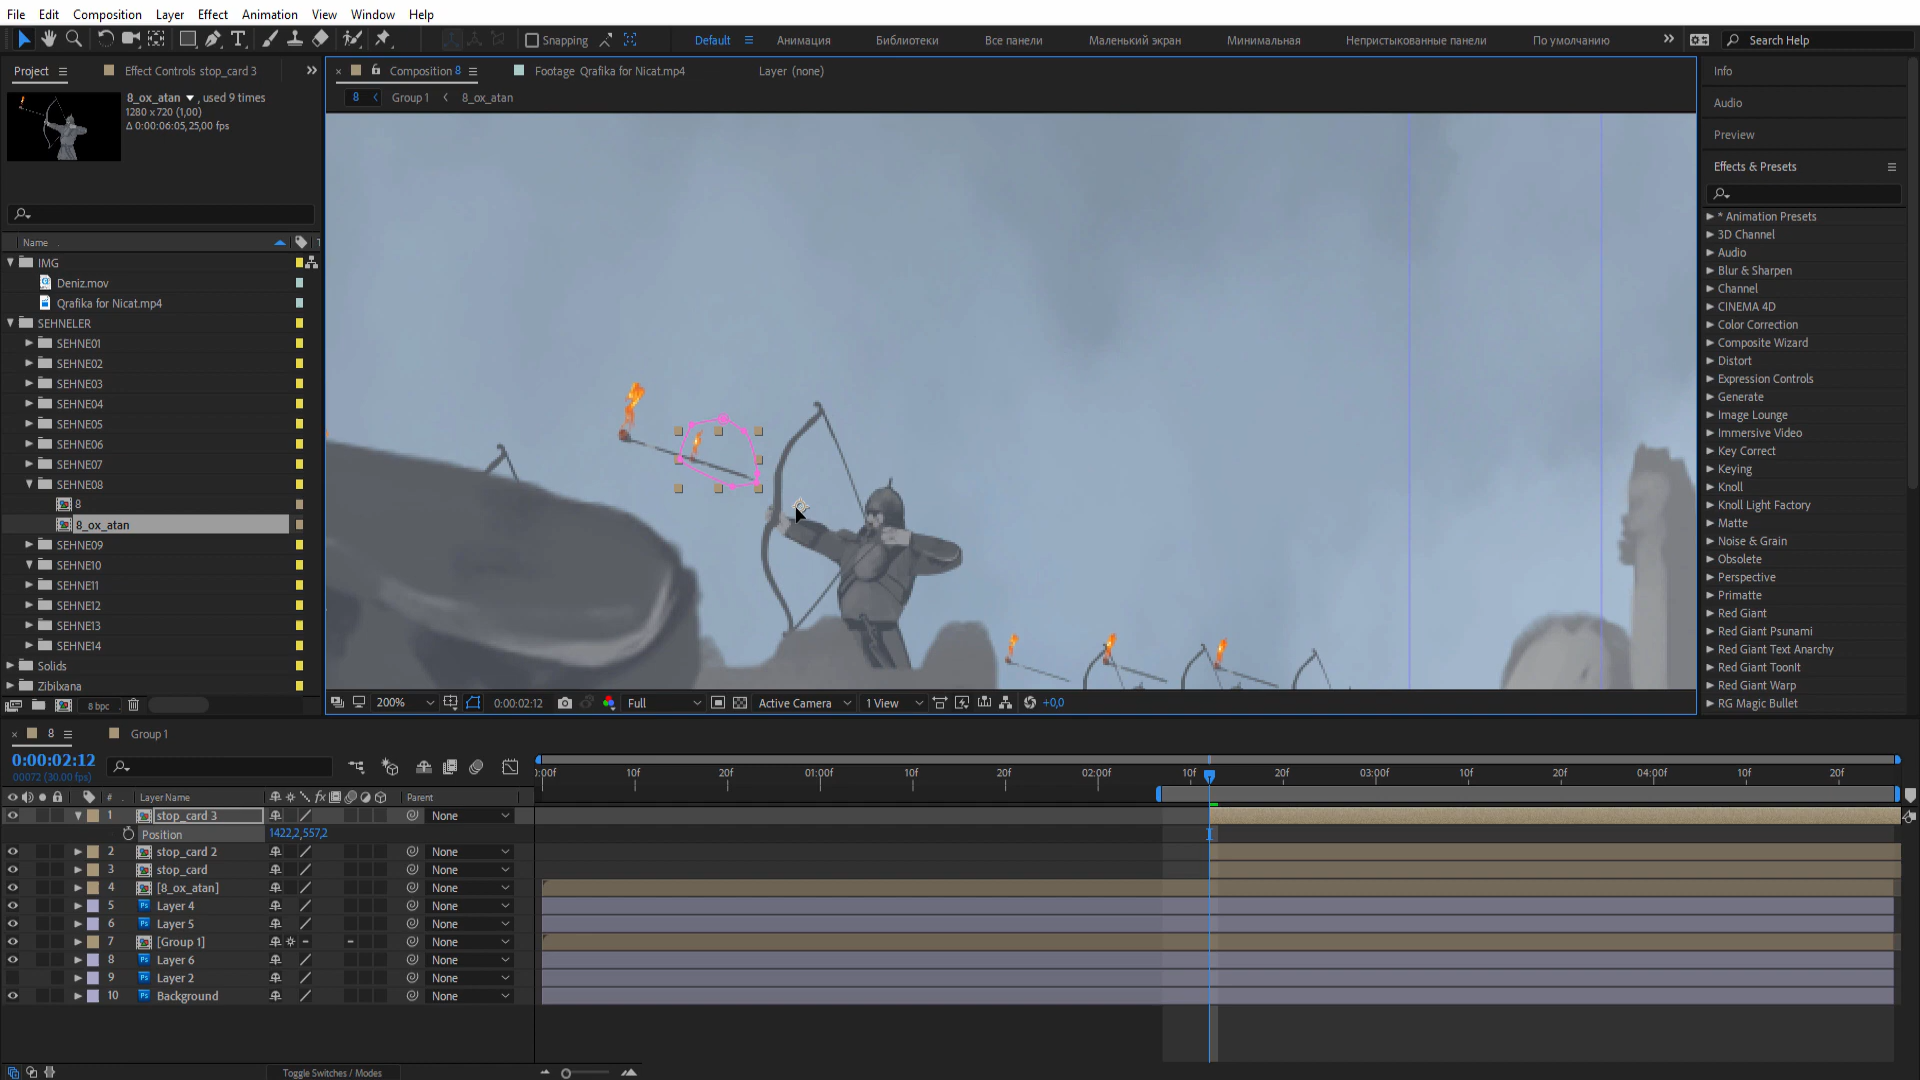 File Edit Composition Layer Effect Animation View Window Help
Snapping Default Анимация Библиотеки Все панели Маленький экран Минимальная Непристыкованные панели По умолчанию Search Help
Project Effect Controls stop_card 3
8_ox_atan , used 9 times
1280 x 720 (1,00)
Δ 0:00:06:05, 25,00 fps
Name
IMG
Deniz.mov
Qrafika for Nicat.mp4
SEHNELER
SEHNE01
SEHNE02
SEHNE03
SEHNE04
SEHNE05
SEHNE06
SEHNE07
SEHNE08
8
8_ox_atan
SEHNE09
SEHNE10
SEHNE11
SEHNE12
SEHNE13
SEHNE14
Solids
Zibilxana
8 bpc
Composition 8 Footage Qrafika for Nicat.mp4 Layer (none)
8 Group 1 8_ox_atan
200% 0:00:02:12 Full Active Camera 1 View +0,0
Info
Audio
Preview
Effects & Presets
* Animation Presets
3D Channel
Audio
Blur & Sharpen
Channel
CINEMA 4D
Color Correction
Composite Wizard
Distort
Expression Controls
Generate
Image Lounge
Immersive Video
Key Correct
Keying
Knoll
Knoll Light Factory
Matte
Noise & Grain
Obsolete
Perspective
Primatte
Red Giant
Red Giant Psunami
Red Giant Text Anarchy
Red Giant ToonIt
Red Giant Warp
RG Magic Bullet
8 Group 1
0:00:02:12
00072 (30.00 fps)
# Layer Name Parent
1 stop_card 3 None
Position 1422,2,557,2
2 stop_card 2 None
3 stop_card None
4 [8_ox_atan] None
5 Layer 4 None
6 Layer 5 None
7 [Group 1] None
8 Layer 6 None
9 Layer 2 None
10 Background None
:00f 10f 20f 01:00f 10f 20f 02:00f 10f 20f 03:00f 10f 20f 04:00f 10f 20f
Toggle Switches / Modes